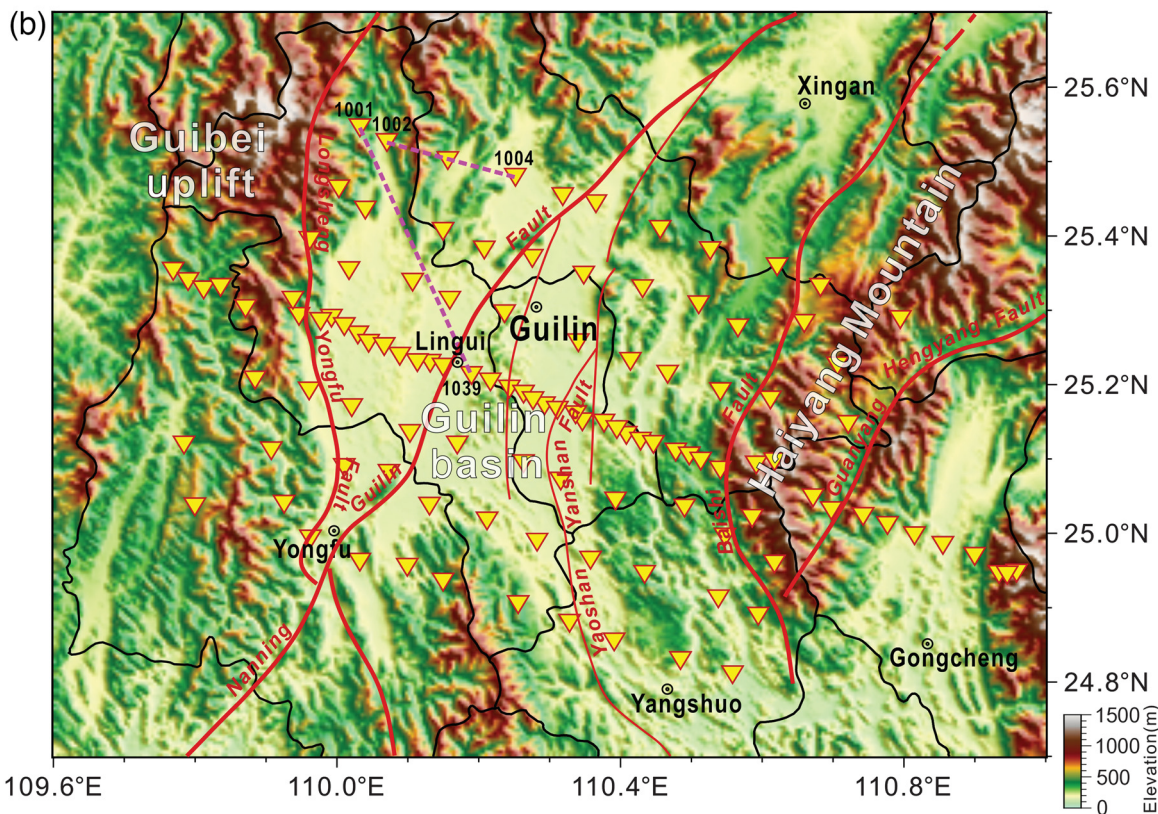 (b)
Xingan
25.6°N
1001
1002
Guibei
uplift
1004
Longsheng
Fault
25.4°N
Haiyang Mountain
Guilin
Hengyang Fault
Lingui
Yongfu
1039
25.2°N
Fault
Fault
Guilin
basin
Guanyang
Yanshan
Fault
Guilin
Baishi
25.0°N
Yongfu
Yaoshan
Nanning
Gongcheng
24.8°N
Yangshuo
1500
1000
500
0
Elevation(m)
109.6°E
110.0°E
110.4°E
110.8°E